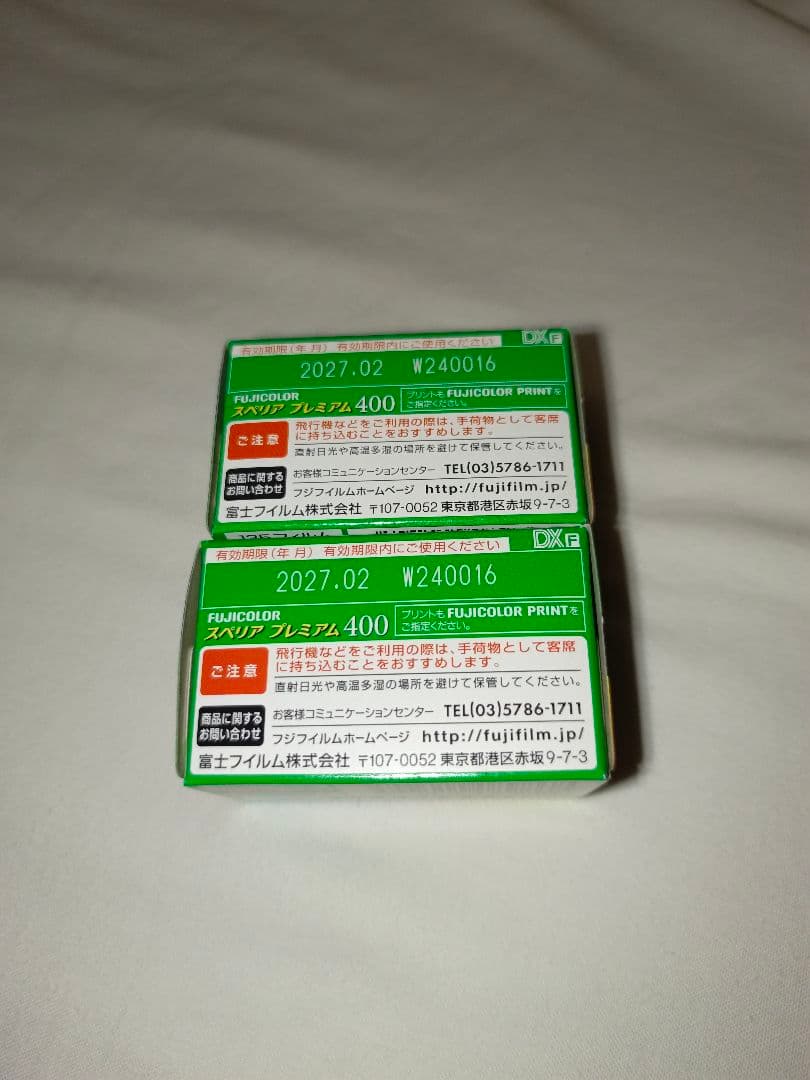 有効期限(年 月) 有効期限内にご使用ください
DX F
2027.02 W240016
FUJICOLOR
スペリア プレミアム 400
プリントも FUJICOLOR PRINT を
ご指定ください。
ご注意
飛行機などをご利用の際は、手荷物として客席
に持ち込むことをおすすめします。
直射日光や高温多湿の場所を避けて保管してください。
商品に関する
お問い合わせ
お客様コミュニケーションセンター TEL(03)5786-1711
フジフイルムホームページ http://fujifilm.jp/
富士フイルム株式会社 〒107-0052 東京都港区赤坂9-7-3
有効期限(年 月) 有効期限内にご使用ください
DX F
2027.02 W240016
FUJICOLOR
スペリア プレミアム 400
プリントも FUJICOLOR PRINT を
ご指定ください。
ご注意
飛行機などをご利用の際は、手荷物として客席
に持ち込むことをおすすめします。
直射日光や高温多湿の場所を避けて保管してください。
商品に関する
お問い合わせ
お客様コミュニケーションセンター TEL(03)5786-1711
フジフイルムホームページ http://fujifilm.jp/
富士フイルム株式会社 〒107-0052 東京都港区赤坂9-7-3